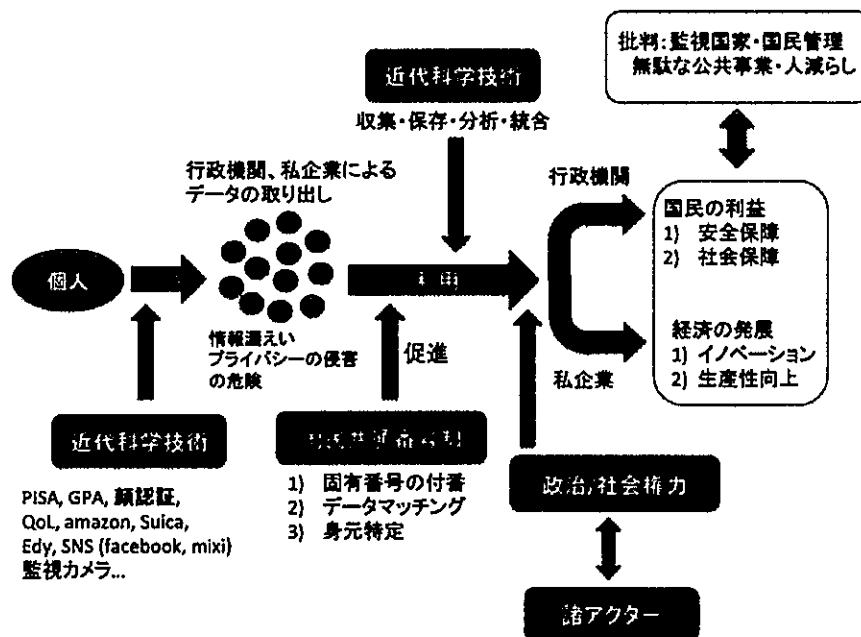 批判:監視国家・国民管理
無駄な公共事業・人減らし
近代科学技術
収集・保存・分析・統合
行政機関、私企業による
データの取り出し
行政機関
国民の利益
1) 安全保障
2) 社会保障
個人
利用
情報漏えい
プライバシーの侵害
の危険
促進
私企業
経済の発展
1) イノベーション
2) 生産性向上
近代科学技術
PISA, GPA, 顔認証,
QoL, amazon, Suica,
Edy, SNS (facebook, mixi)
監視カメラ...
1) 固有番号の付番
2) データマッチング
3) 身元特定
政治/社会権力
諸アクター